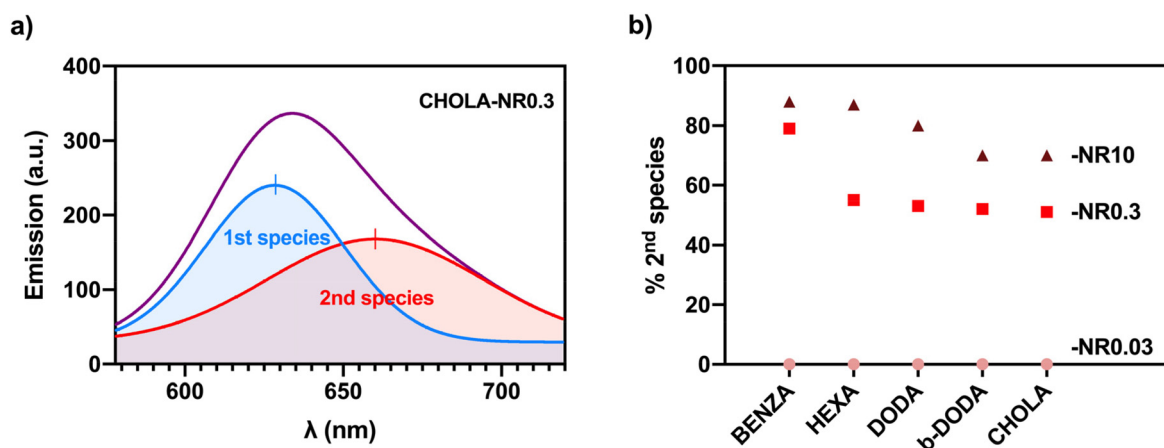 a)
400
300
200
100
0
Emission (a.u.)
CHOLA-NR0.3
1st species
2nd species
600
650
700
λ (nm)
b)
100
80
60
40
20
0
% 2nd species
-NR10
-NR0.3
-NR0.03
BENZA
HEXA
DODA
b-DODA
CHOLA